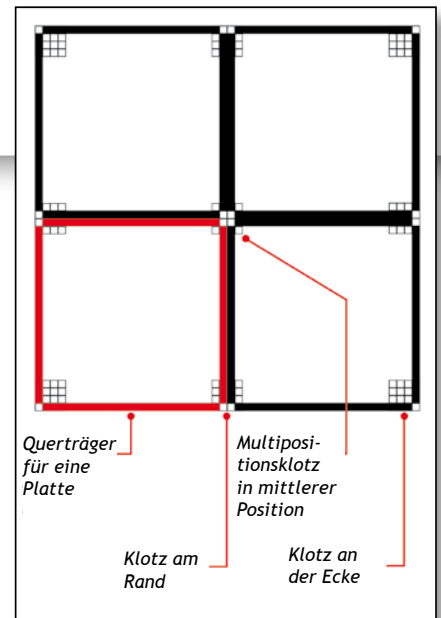 Querträger
für eine
Platte
Multiposi-
tionsklotz
in mittlerer
Position
Klotz am
Rand
Klotz an
der Ecke